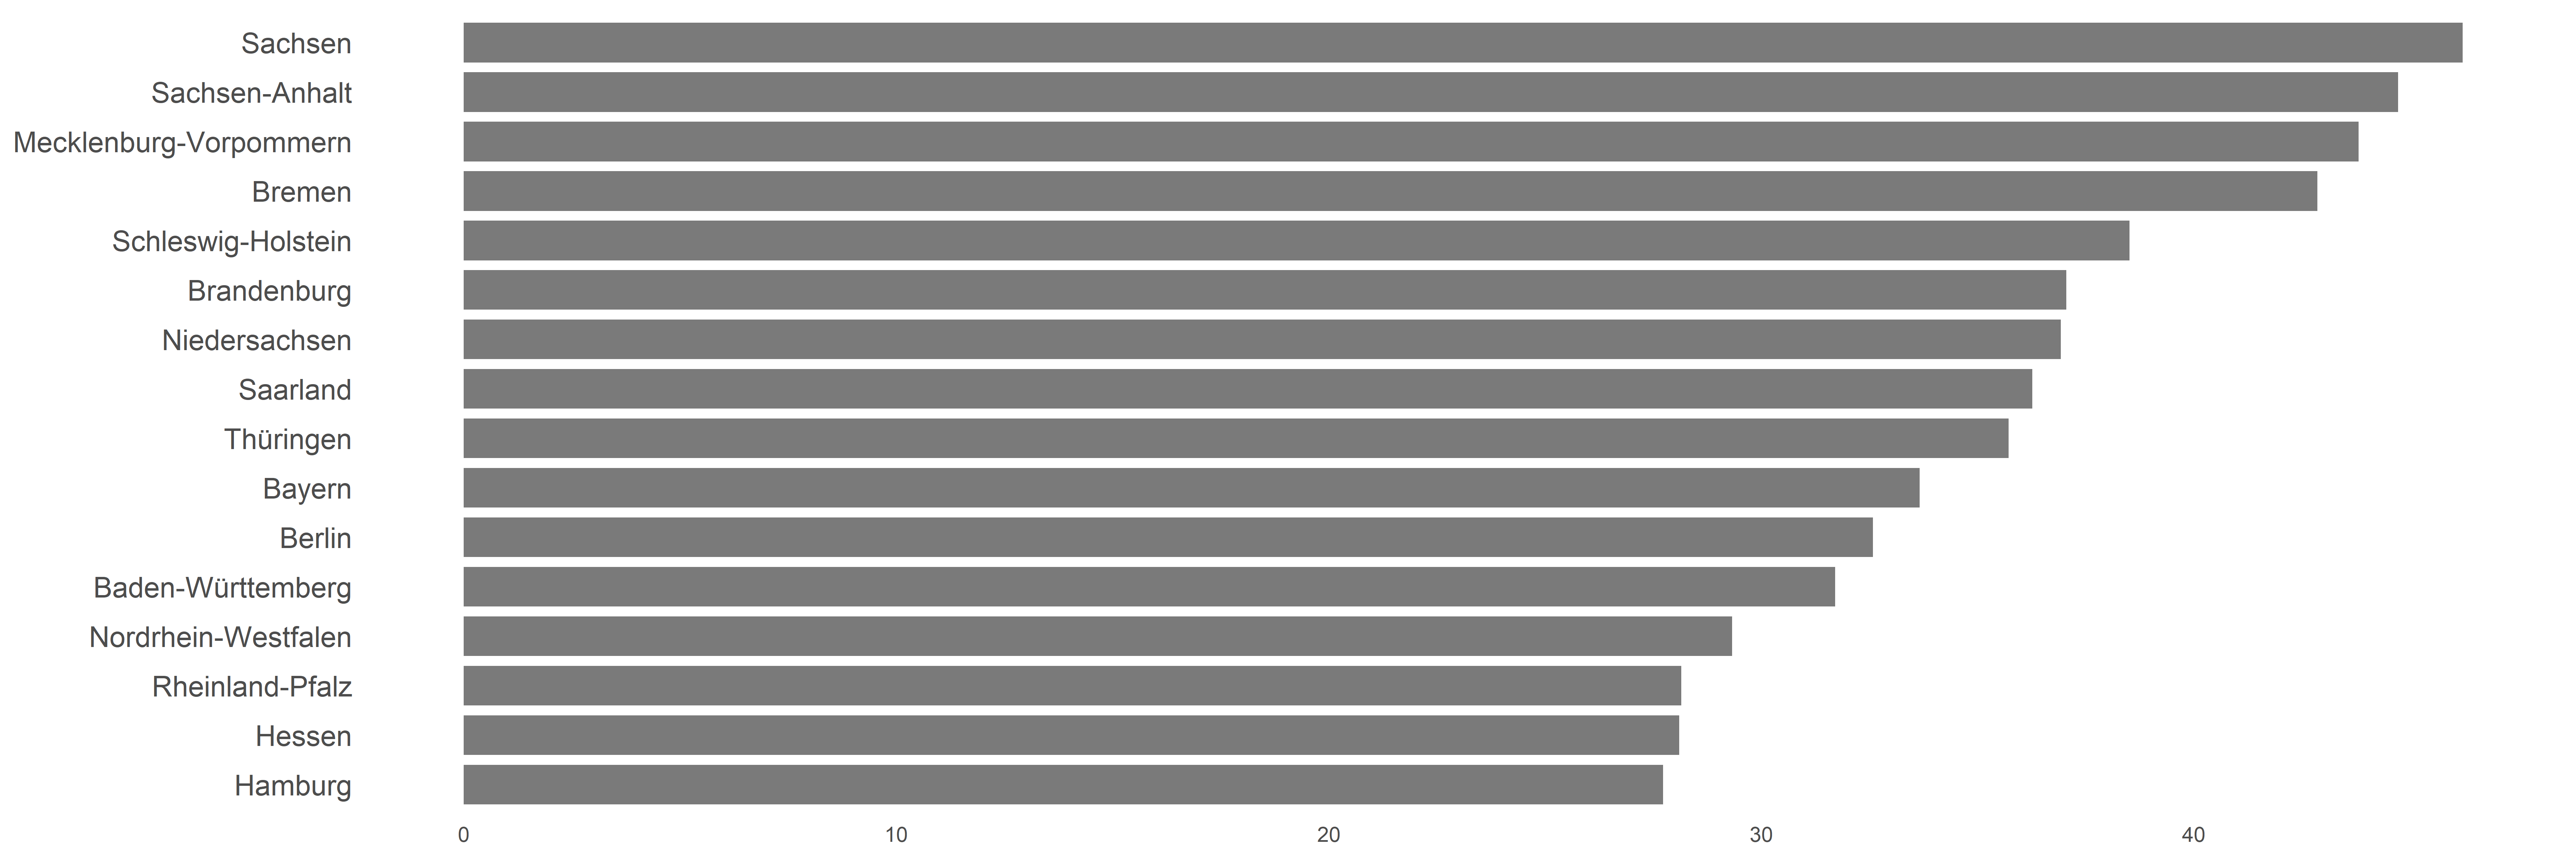 Sachsen
Sachsen-Anhalt
Mecklenburg-Vorpommern
Bremen
Schleswig-Holstein
Brandenburg
Niedersachsen
Saarland
Thüringen
Bayern
Berlin
Baden-Württemberg
Nordrhein-Westfalen
Rheinland-Pfalz
Hessen
Hamburg
0 10 20 30 40